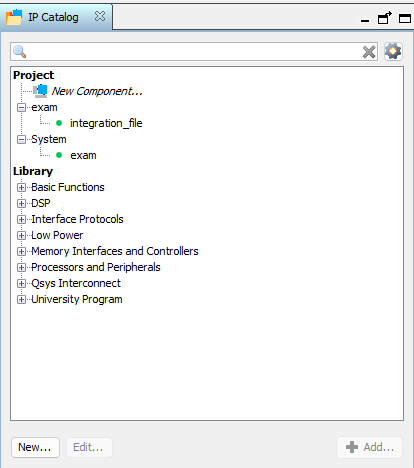 IP Catalog
Project
New Component...
exam
integration_file
System
exam
Library
Basic Functions
DSP
Interface Protocols
Low Power
Memory Interfaces and Controllers
Processors and Peripherals
Qsys Interconnect
University Program
New... Edit... Add...